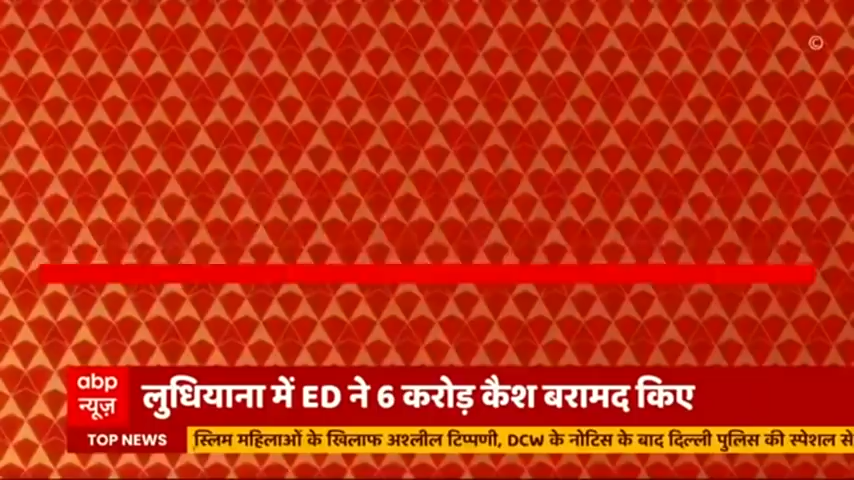 ©
abp
न्यूज़
लुधियाना में ED ने 6 करोड़ कैश बरामद किए
TOP NEWS
स्लिम महिलाओं के खिलाफ अश्लील टिप्पणी, DCW के नोटिस के बाद दिल्ली पुलिस की स्पेशल से